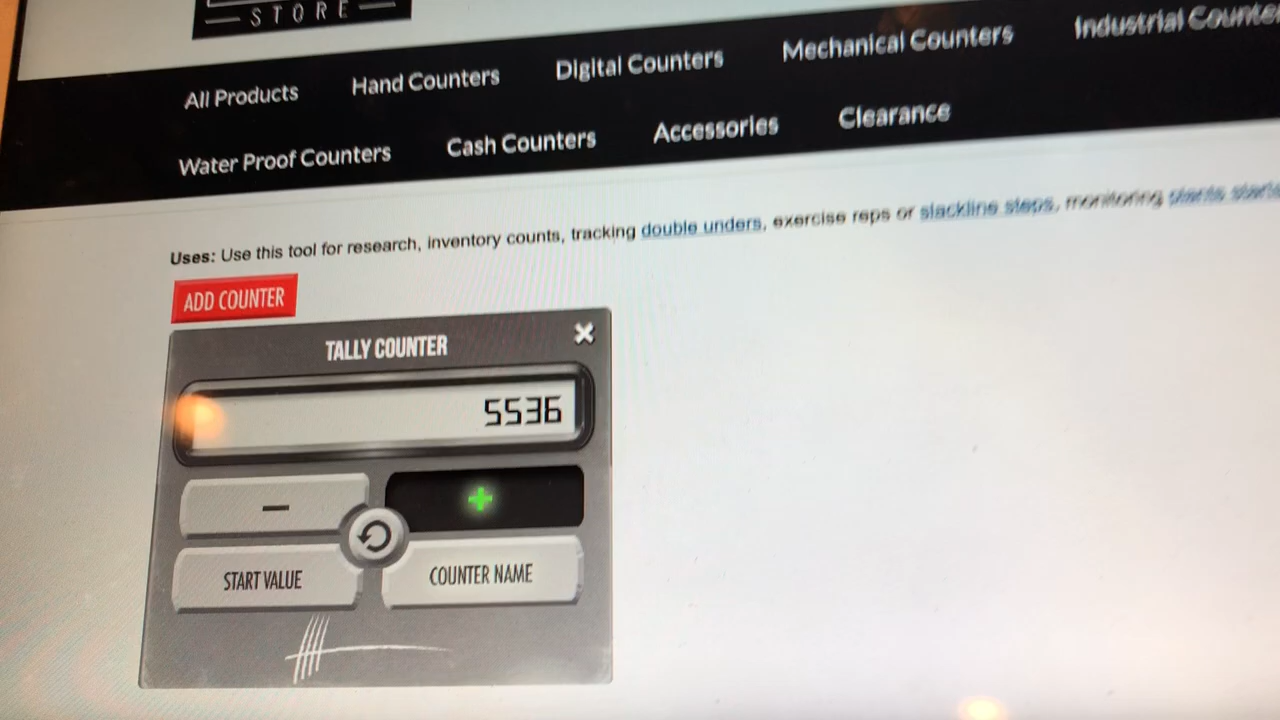 STORE
All Products Hand Counters Digital Counters Mechanical Counters Industrial
Water Proof Counters Cash Counters Accessories Clearance
Uses: Use this tool for research, inventory counts, tracking double unders, exercise reps or slackline steps, monitoring
ADD COUNTER
TALLY COUNTER
5536
START VALUE
COUNTER NAME